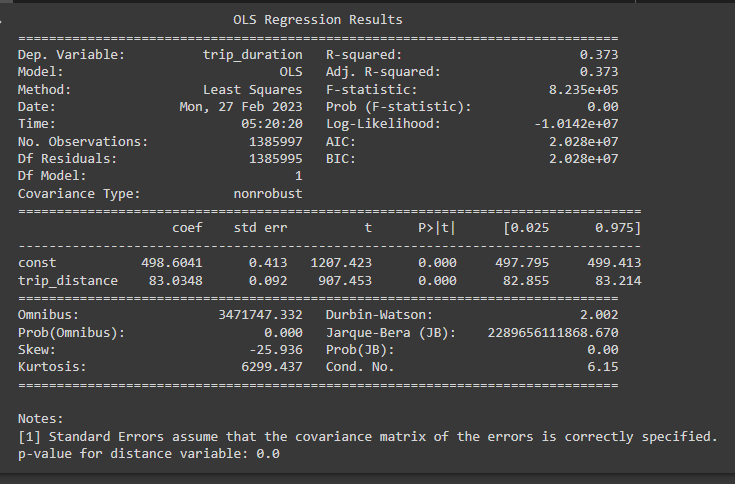 OLS Regression Results
==============================================================================
Dep. Variable: trip_duration R-squared: 0.373
Model: OLS Adj. R-squared: 0.373
Method: Least Squares F-statistic: 8.235e+05
Date: Mon, 27 Feb 2023 Prob (F-statistic): 0.00
Time: 05:20:20 Log-Likelihood: -1.0142e+07
No. Observations: 1385997 AIC: 2.028e+07
Df Residuals: 1385995 BIC: 2.028e+07
Df Model: 1
Covariance Type: nonrobust
=================================================================================
coef std err t P>|t| [0.025 0.975]
---------------------------------------------------------------------------------
const 498.6041 0.413 1207.423 0.000 497.795 499.413
trip_distance 83.0348 0.092 907.453 0.000 82.855 83.214
==============================================================================
Omnibus: 3471747.332 Durbin-Watson: 2.002
Prob(Omnibus): 0.000 Jarque-Bera (JB): 2289656111868.670
Skew: -25.936 Prob(JB): 0.00
Kurtosis: 6299.437 Cond. No. 6.15
==============================================================================
Notes:
[1] Standard Errors assume that the covariance matrix of the errors is correctly specified.
p-value for distance variable: 0.0